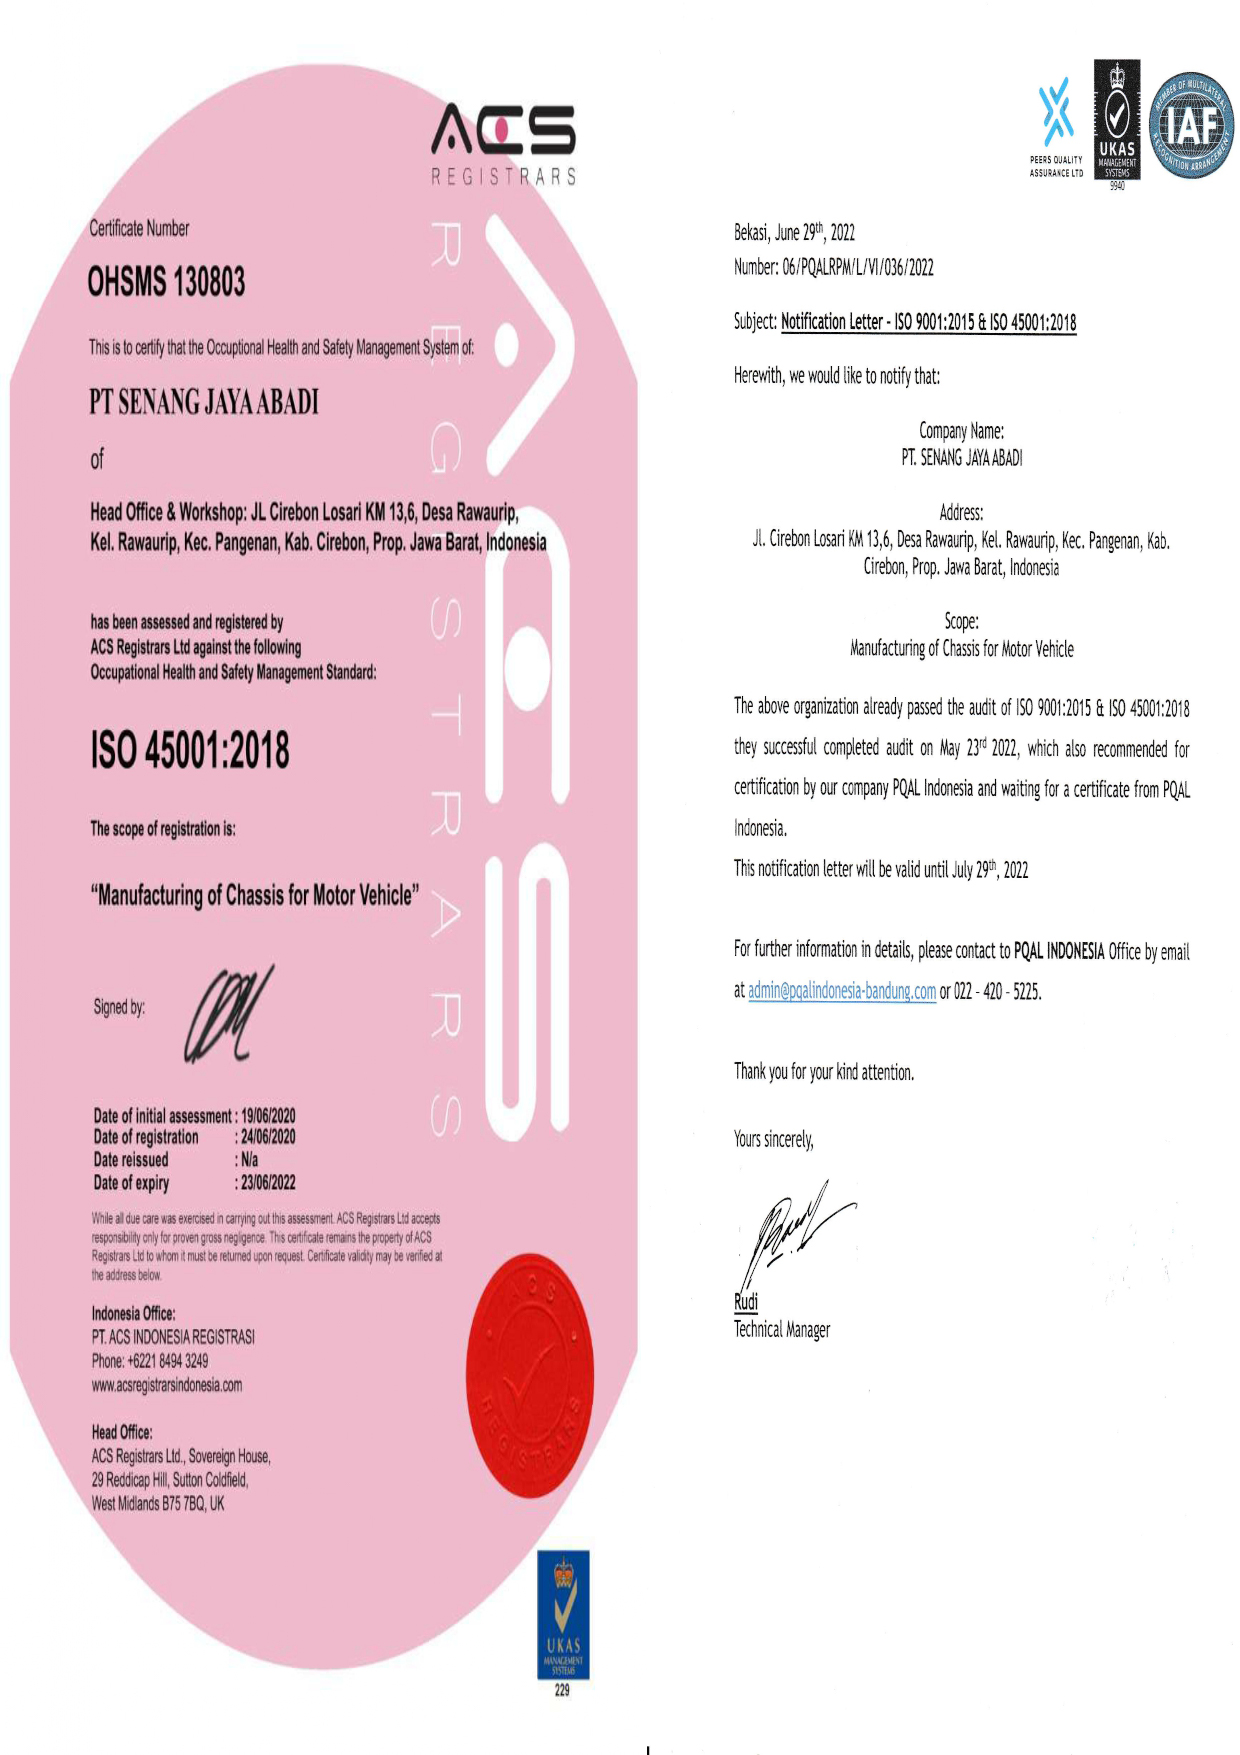 ACS
REGISTRARS
Certificate Number
OHSMS 130803
This is to certify that the Occuptional Health and Safety Management System of:
PT SENANG JAYA ABADI
of
Head Office & Workshop: JL Cirebon Losari KM 13,6, Desa Rawaurip,
Kel. Rawaurip, Kec. Pangenan, Kab. Cirebon, Prop. Jawa Barat, Indonesia
has been assessed and registered by
ACS Registrars Ltd against the following
Occupational Health and Safety Management Standard:
ISO 45001:2018
The scope of registration is:
“Manufacturing of Chassis for Motor Vehicle”
Signed by:
Date of initial assessment : 19/06/2020
Date of registration : 24/06/2020
Date reissued : N/a
Date of expiry : 23/06/2022
While all due care was exercised in carrying out this assessment. ACS Registrars Ltd accepts
responsibility only for proven gross negligence. This certificate remains the property of ACS
Registrars Ltd to whom it must be returned upon request. Certificate validity may be verified at
the address below.
Indonesia Office:
PT. ACS INDONESIA REGISTRASI
Phone: +6221 8494 3249
www.acsregistrarsindonesia.com
Head Office:
ACS Registrars Ltd., Sovereign House,
29 Reddicap Hill, Sutton Coldfield,
West Midlands B75 7BQ, UK
ACS
REGISTRARS
ACS
REGISTRARS
UKAS
MANAGEMENT
SYSTEMS
229
PEERS QUALITY
ASSURANCE LTD
UKAS
MANAGEMENT
SYSTEMS
9940
MEMBER OF MULTILATERAL
IAF
RECOGNITION ARRANGEMENT
Bekasi, June 29th, 2022
Number: 06/PQALRPM/L/VI/036/2022
Subject: Notification Letter - ISO 9001:2015 & ISO 45001:2018
Herewith, we would like to notify that:
Company Name:
PT. SENANG JAYA ABADI
Address:
Jl. Cirebon Losari KM 13,6, Desa Rawaurip, Kel. Rawaurip, Kec. Pangenan, Kab.
Cirebon, Prop. Jawa Barat, Indonesia
Scope:
Manufacturing of Chassis for Motor Vehicle
The above organization already passed the audit of ISO 9001:2015 & ISO 45001:2018
they successful completed audit on May 23rd 2022, which also recommended for
certification by our company PQAL Indonesia and waiting for a certificate from PQAL
Indonesia.
This notification letter will be valid until July 29th, 2022
For further information in details, please contact to PQAL INDONESIA Office by email
at admin@pqalindonesia-bandung.com or 022 - 420 - 5225.
Thank you for your kind attention.
Yours sincerely,
Rudi
Technical Manager